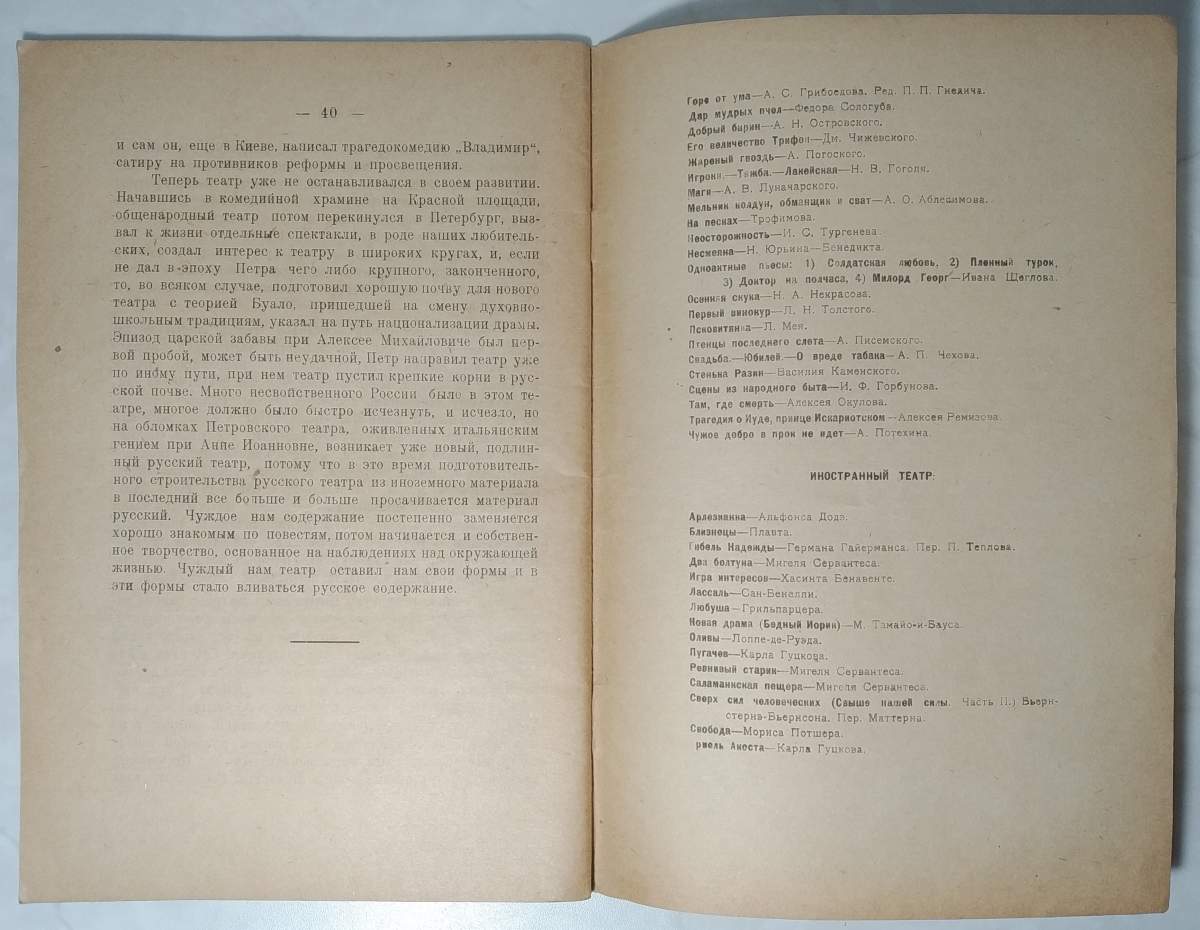 — 40 —
и сам он, еще в Киеве, написал трагедокомедию „Владимир“,
сатиру на противников реформы и просвещения.
Теперь театр уже не останавливался в своем развитии.
Начавшись в комедийной храмине на Красной площади,
общенародный театр потом перекинулся в Петербург, выз-
вал к жизни отдельные спектакли, в роде наших любитель-
ских, создал интерес к театру в широких кругах, и, если
не дал в эпоху Петра чего либо крупного, законченного,
то, во всяком случае, подготовил хорошую почву для нового
театра с теорией Буало, пришедшей на смену духовно-
школьным традициям, указал на путь национализации драмы.
Эпизод царской забавы при Алексее Михайловиче был пер-
вой пробой, может быть неудачной, Петр направил театр уже
по иному пути, при нем театр пустил крепкие корни в рус-
ской почве. Много несвойственного России было в этом те-
атре, многое должно было быстро исчезнуть, и исчезло, но
на обломках Петровского театра, оживленных итальянским
гением при Анне Иоанновне, возникает уже новый, подлин-
ный русский театр, потому что в это время подготовитель-
ного строительства русского театра из иноземного материала
в последний все больше и больше просачивается материал
русский. Чуждое нам содержание постепенно заменяется
хорошо знакомым по повестям, потом начинается и собствен-
ное творчество, основанное на наблюдениях над окружающей
жизнью. Чуждый нам театр оставил нам свои формы и в
эти формы стало вливаться русское содержание.
Горе от ума—А. С. Грибоедова. Ред. П. П. Гнедича.
Дар мудрых пчел—Федора Сологуба.
Добрый барин—А. Н. Островского.
Его величество Трифон—Дм. Чижевского.
Жареный гвоздь—А. Погоского.
Игроки.—Тяжба.—Лакейская—Н. В. Гоголя.
Маги—А. В. Луначарского.
Мельник колдун, обманщик и сват—А. О. Аблесимова.
На песках—Трофимова.
Неосторожность—И. С. Тургенева.
Несмеяна—Н. Юрьина—Бенедикта.
Одноактные пьесы: 1) Солдатская любовь, 2) Пленный турок,
3) Доктор на полчаса, 4) Милорд Георг—Ивана Щеглова.
Осенняя скука—Н. А. Некрасова.
Первый винокур—Л. Н. Толстого.
Псковитянка—Л. Мея.
Птенцы последнего слета—А. Писемского.
Свадьба.—Юбилей.—О вреде табака—А. П. Чехова.
Стенька Разин—Василия Каменского.
Сцены из народного быта—И. Ф. Горбунова.
Там, где смерть—Алексея Окулова.
Трагедия о Иуде, принце Искариотском—Алексея Ремизова.
Чужое добро в прок не идет—А. Потехина.
ИНОСТРАННЫЙ ТЕАТР:
Арлезианка—Альфонса Додэ.
Близнецы—Плавта.
Гибель Надежды—Германа Гайерманса. Пер. П. Теплова.
Два болтуна—Мигеля Сервантеса.
Игра интересов—Хасинта Бенавенте.
Лассаль—Сан-Бенелли.
Любуша—Грильпарцера.
Новая драма (Бедный Иорик)—М. Тамайо-и-Бауса.
Оливы—Лоппе-де-Руэда.
Пугачев—Карла Гуцкова.
Ревнивый старик—Мигеля Сервантеса.
Саламанкская пещера—Мигеля Сервантеса.
Сверх сил человеческих (Свыше нашей силы. Часть II.) Бьерн-
стерна-Бьернсона. Пер. Маттерна.
Свобода—Мориса Потшера.
риель Акоста—Карла Гуцкова.